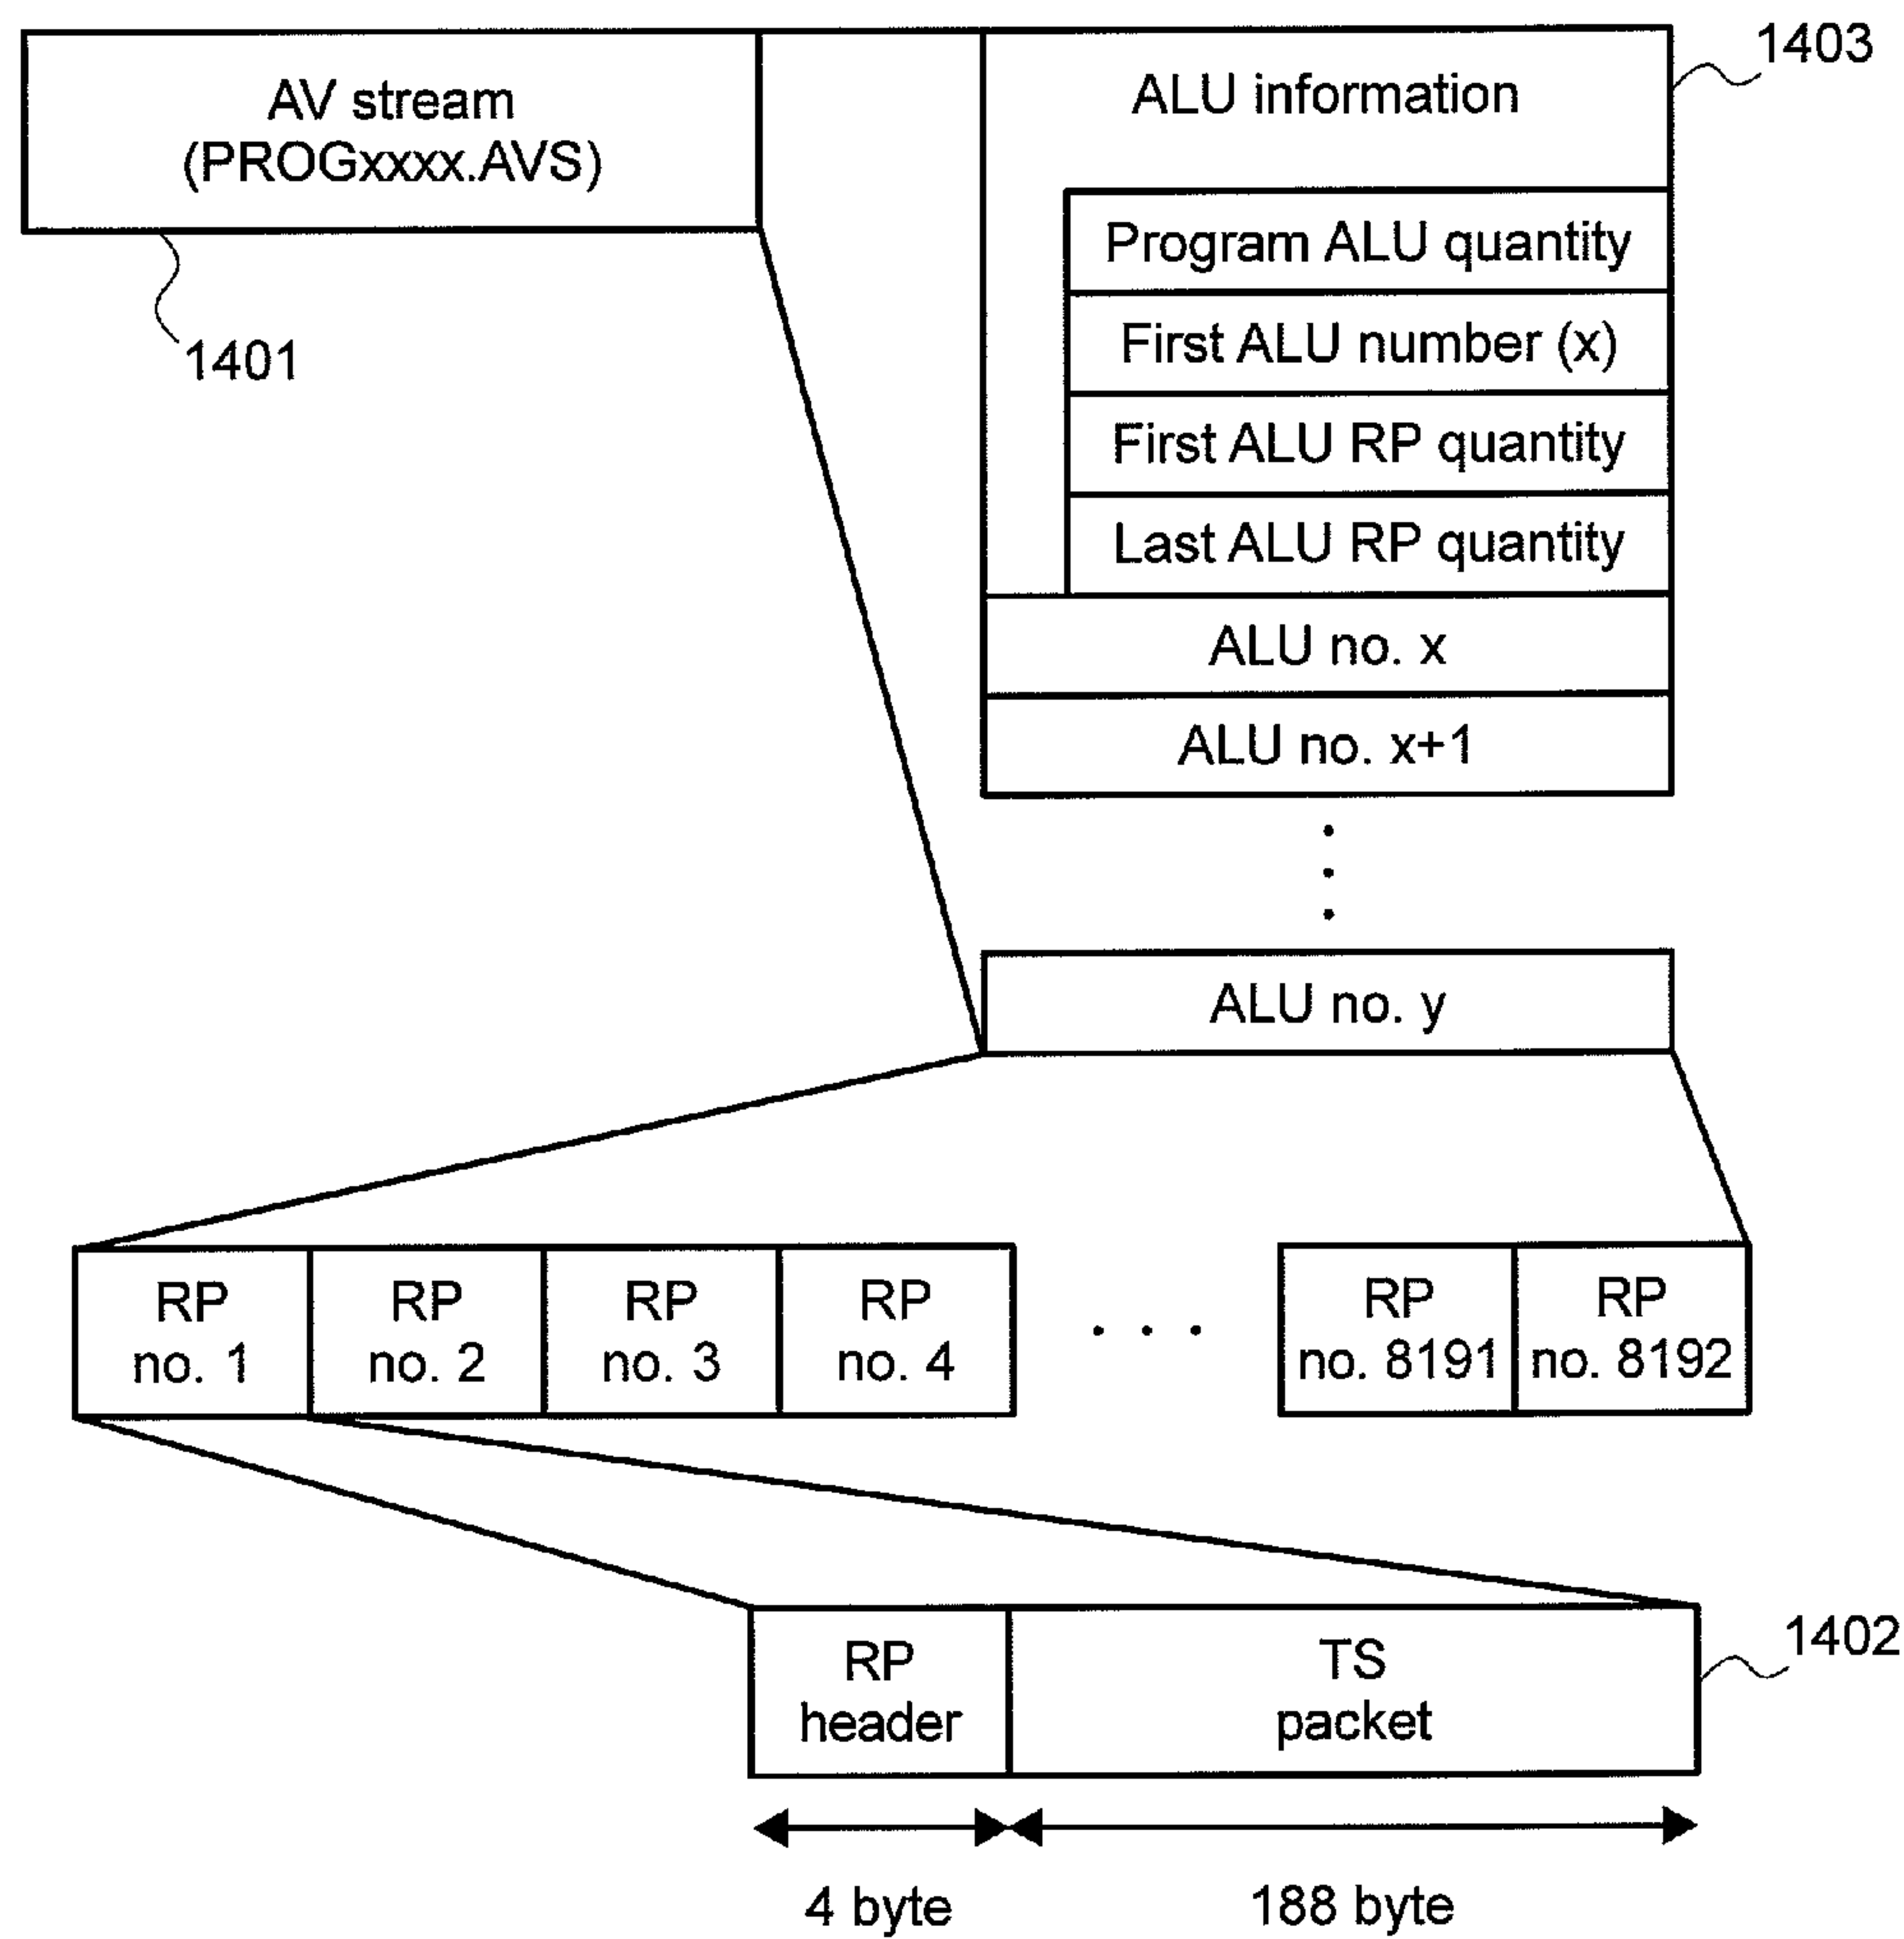 AV stream
(PROGxxxx.AVS)
1401
ALU information
1403
Program ALU quantity
First ALU number (x)
First ALU RP quantity
Last ALU RP quantity
ALU no. x
ALU no. x+1
ALU no. y
RP
no. 1
RP
no. 2
RP
no. 3
RP
no. 4
RP
no. 8191
RP
no. 8192
RP
header
TS
packet
1402
4 byte
188 byte